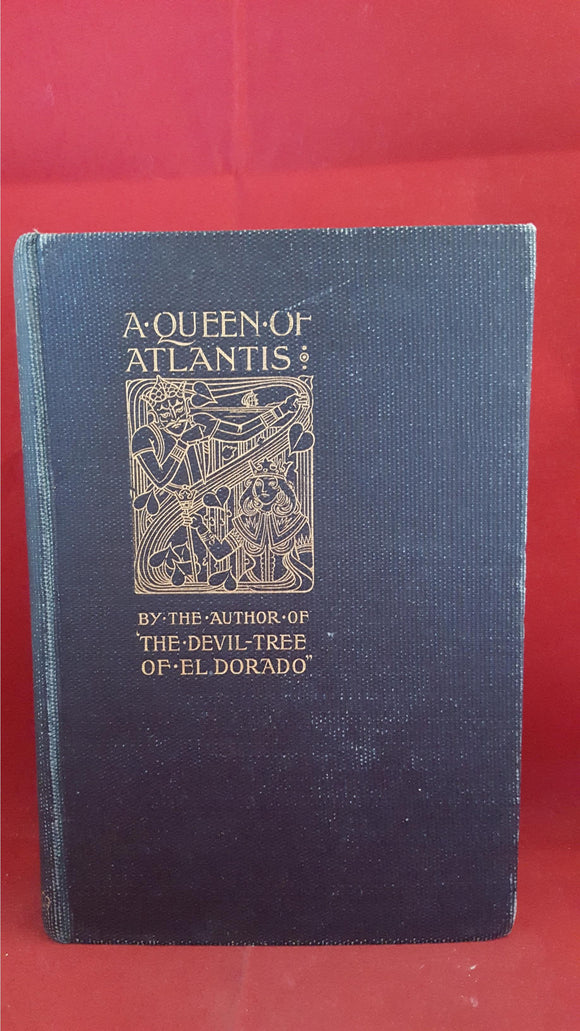 A·QUEEN·OF
ATLANTIS:
BY·THE·AUTHOR·OF
"THE·DEVIL-TREE
OF·EL DORADO"